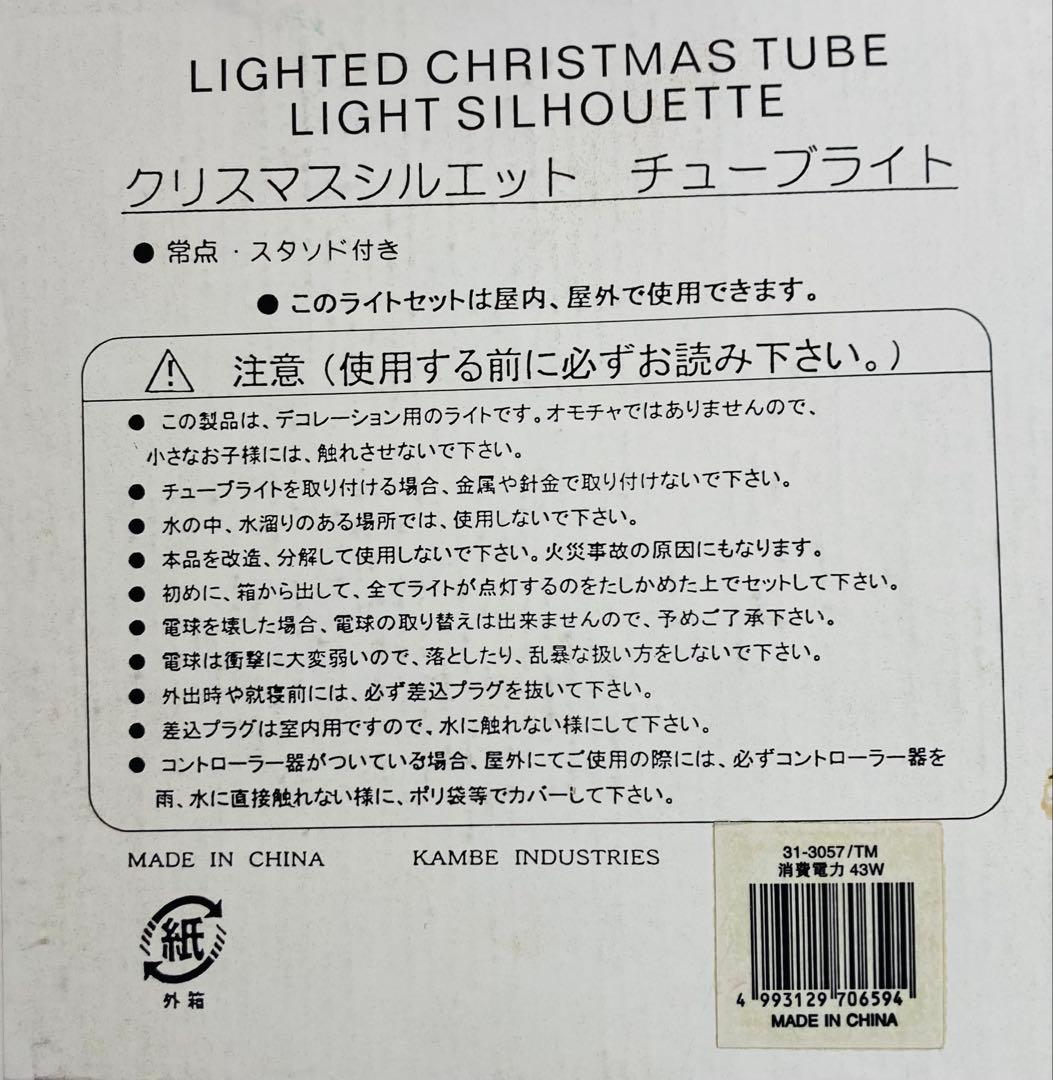 LIGHTED CHRISTMAS TUBE
LIGHT SILHOUETTE
クリスマスシルエット　チューブライト
● 常点・スタソド付き
● このライトセットは屋内、屋外で使用できます。
注意（使用する前に必ずお読み下さい。）
● この製品は、デコレーション用のライトです。オモチャではありませんので、
小さなお子様には、触れさせないで下さい。
● チューブライトを取り付ける場合、金属や針金で取り付けないで下さい。
● 水の中、水溜りのある場所では、使用しないで下さい。
● 本品を改造、分解して使用しないで下さい。火災事故の原因にもなります。
● 初めに、箱から出して、全てライトが点灯するのをたしかめた上でセットして下さい。
● 電球を壊した場合、電球の取り替えは出来ませんので、予めご了承下さい。
● 電球は衝撃に大変弱いので、落としたり、乱暴な扱い方をしないで下さい。
● 外出時や就寝前には、必ず差込プラグを抜いて下さい。
● 差込プラグは室内用ですので、水に触れない様にして下さい。
● コントローラー器がついている場合、屋外にてご使用の際には、必ずコントローラー器を
雨、水に直接触れない様に、ポリ袋等でカバーして下さい。
MADE IN CHINA KAMBE INDUSTRIES
紙
外箱
31-3057/TM
消費電力 43W
4 993129 706594
MADE IN CHINA